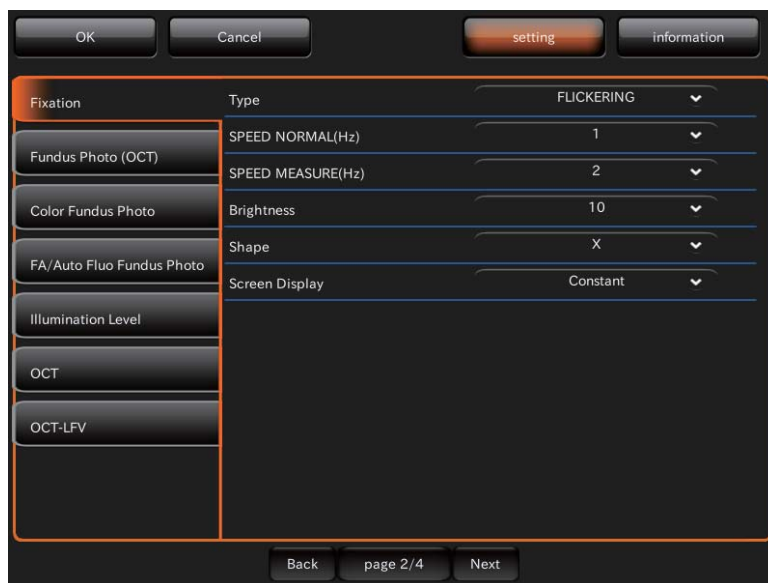 OK Cancel setting information
Fixation
Fundus Photo (OCT)
Color Fundus Photo
FA/Auto Fluo Fundus Photo
Illumination Level
OCT
OCT-LFV
Type FLICKERING
SPEED NORMAL(Hz) 1
SPEED MEASURE(Hz) 2
Brightness 10
Shape X
Screen Display Constant
Back page 2/4 Next